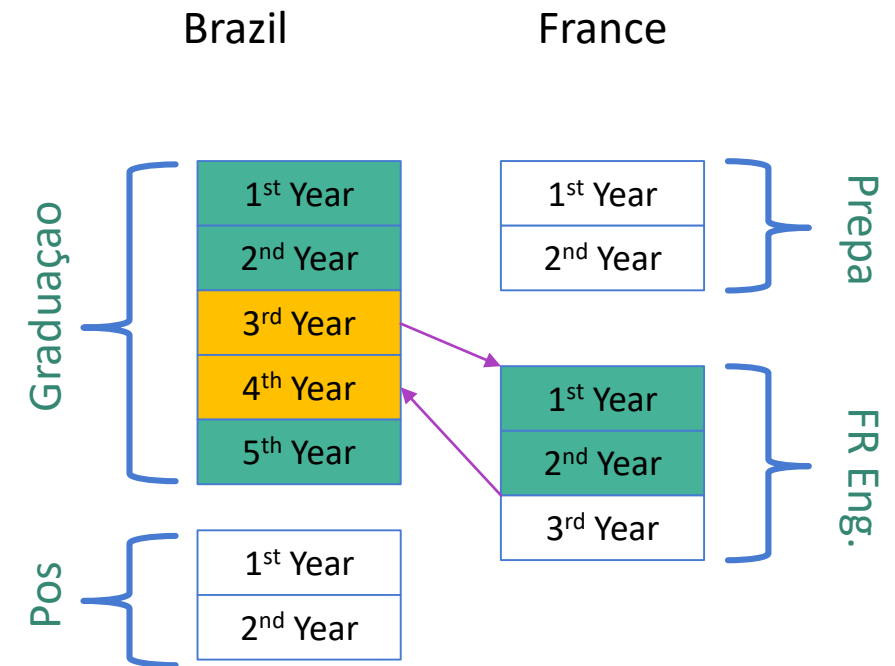 Brazil
France
Graduaçao
1st Year
2nd Year
3rd Year
4th Year
5th Year
Pos
1st Year
2nd Year
1st Year
2nd Year
Prepa
1st Year
2nd Year
3rd Year
FR Eng.